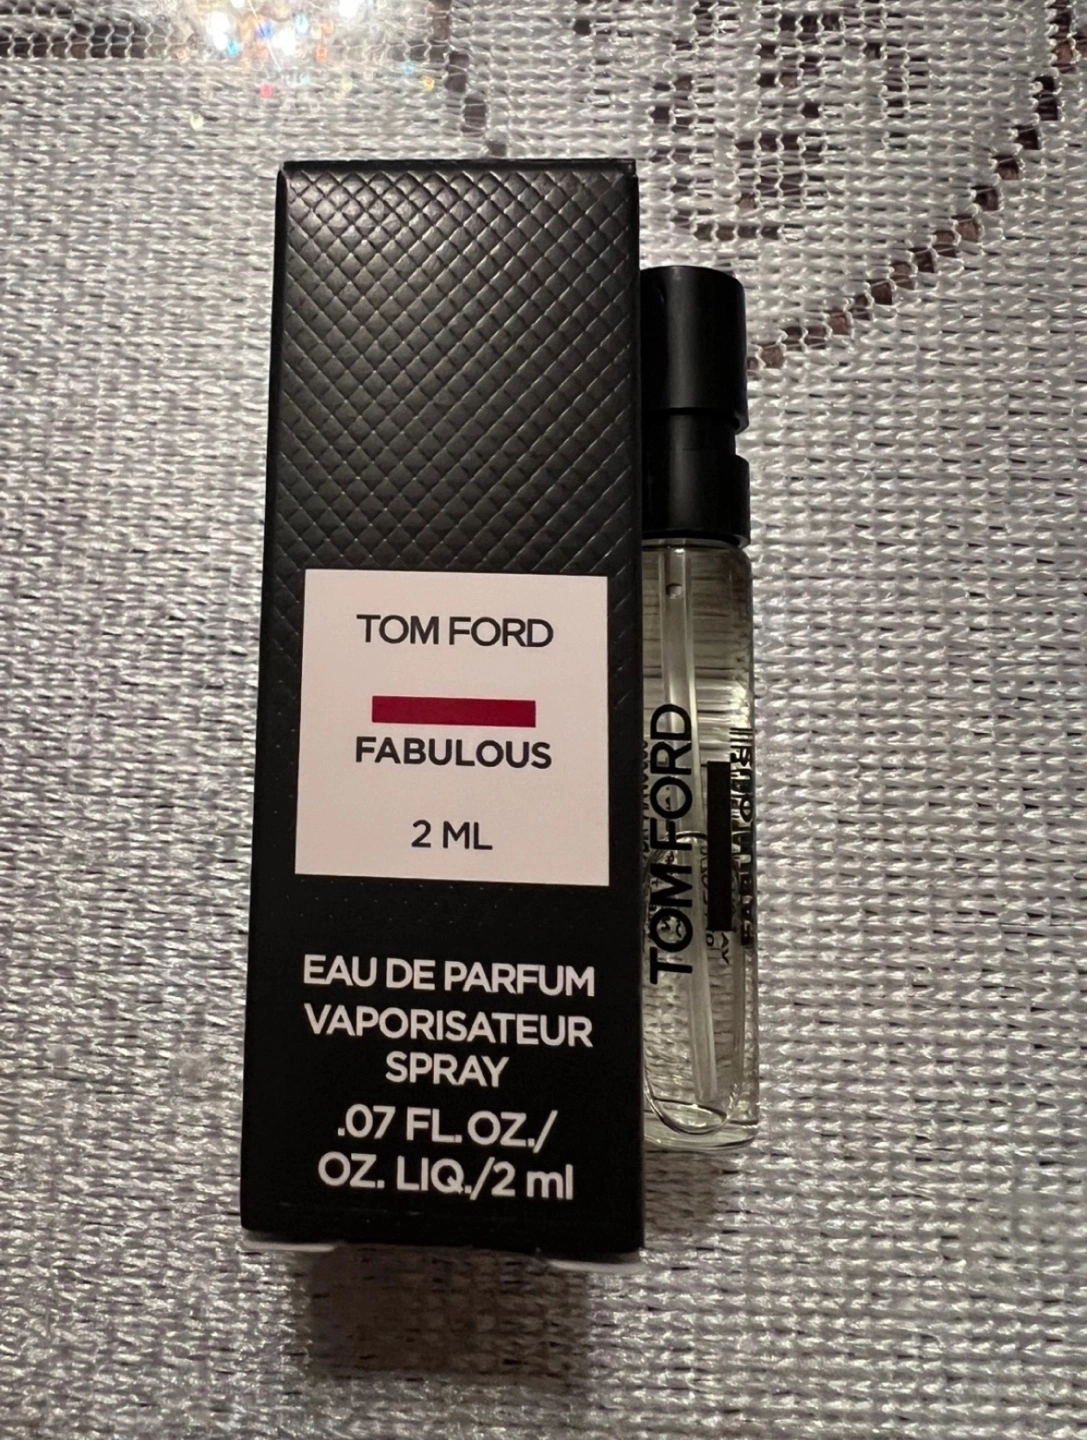 TOM FORD
FABULOUS
2 ML
EAU DE PARFUM
VAPORISATEUR
SPRAY
.07 FL. OZ./
OZ. LIQ./2 ml
TOM FORD